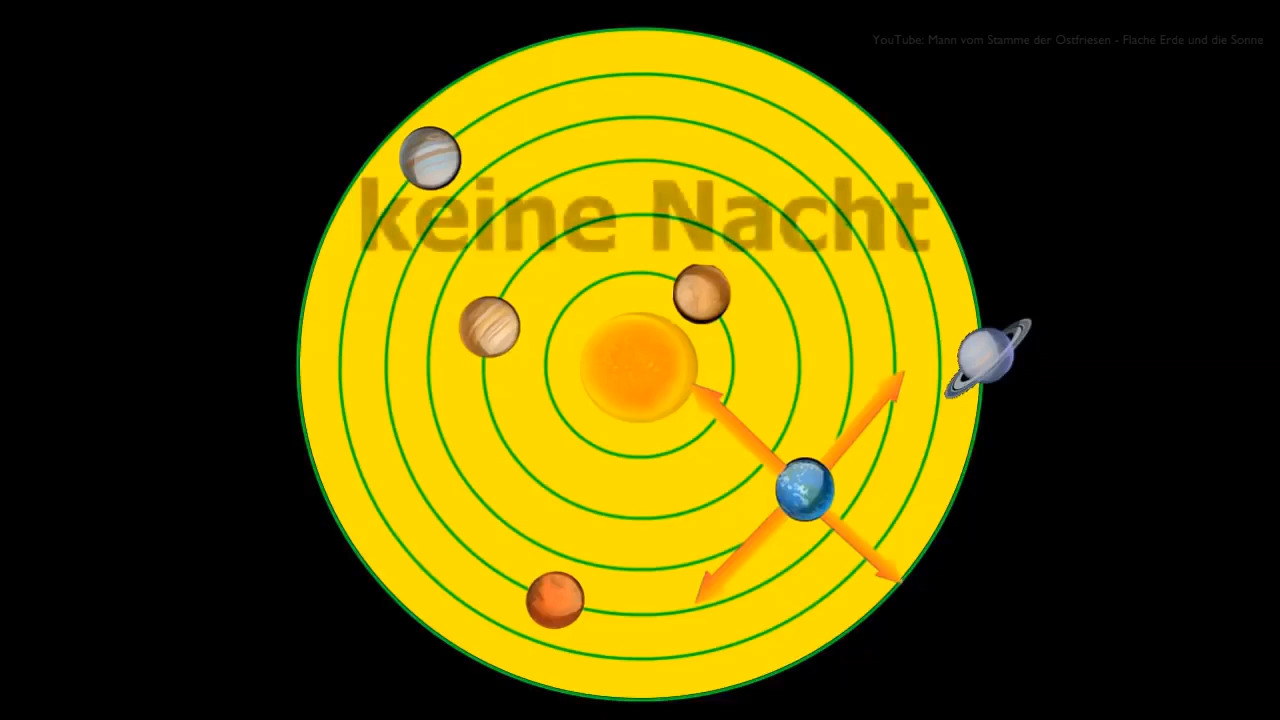 YouTube: Mann vom Stamme der Ostfriesen - Flache Erde und die Sonne
keine Nacht